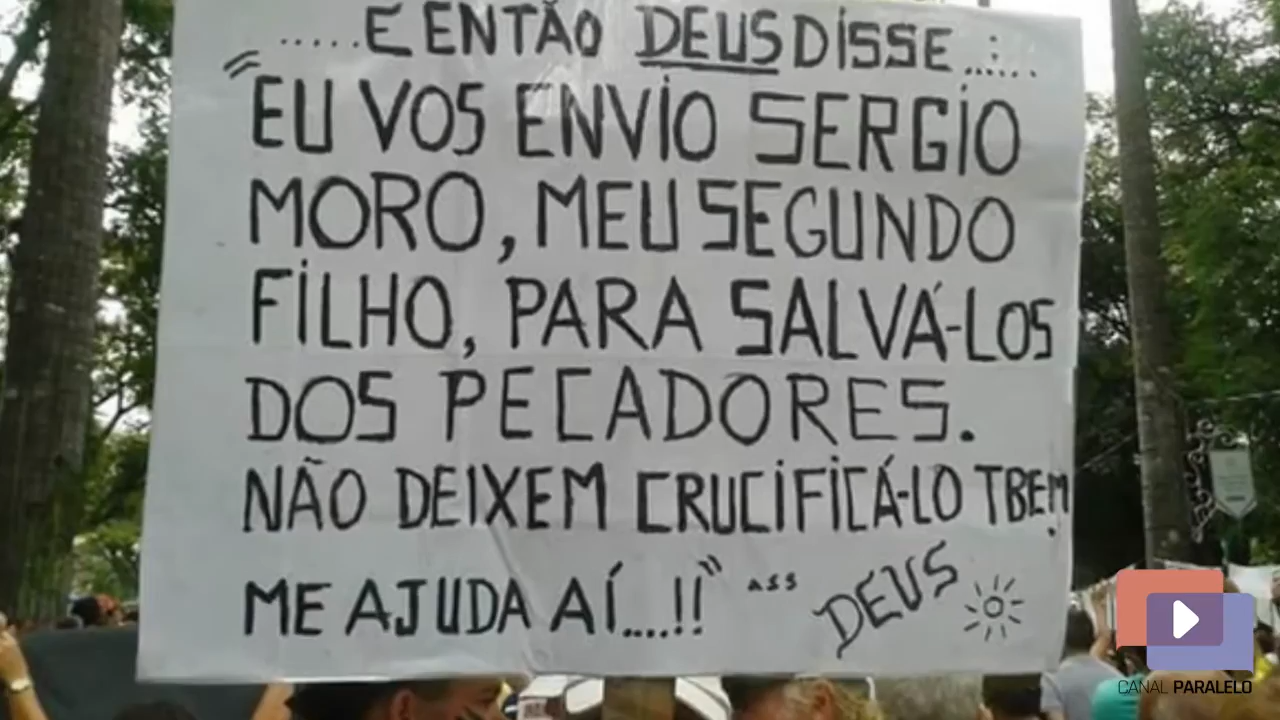 .....E ENTÃO DEUS DISSE......
"EU VOS ENVIO SERGIO
MORO, MEU SEGUNDO
FILHO, PARA SALVÁ-LOS
DOS PECADORES.
NÃO DEIXEM CRUCIFICÁ-LO TBEM.
ME AJUDA AÍ....!!" ASS DEUS
CANAL PARALELO